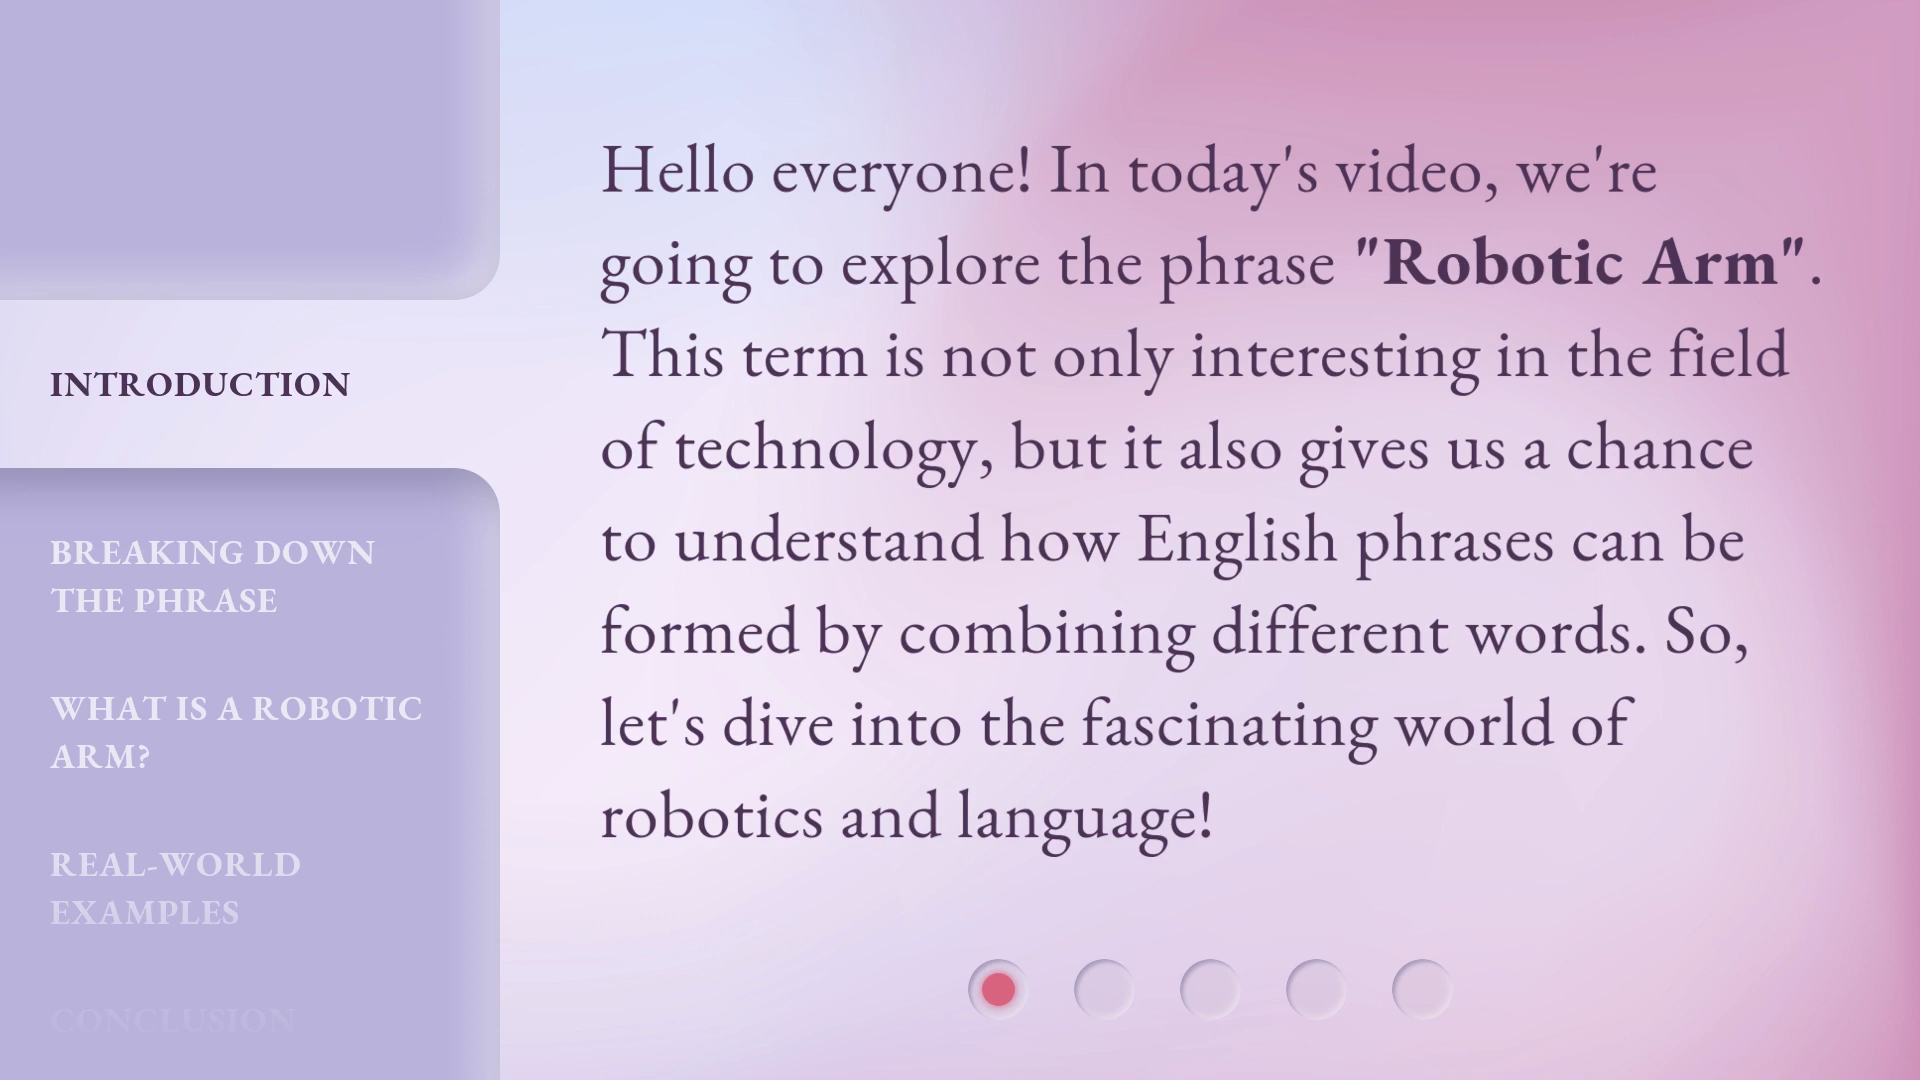 INTRODUCTION
BREAKING DOWN
THE PHRASE
WHAT IS A ROBOTIC
ARM?
REAL-WORLD
EXAMPLES
CONCLUSION
Hello everyone! In today's video, we're
going to explore the phrase "Robotic Arm".
This term is not only interesting in the field
of technology, but it also gives us a chance
to understand how English phrases can be
formed by combining different words. So,
let's dive into the fascinating world of
robotics and language!